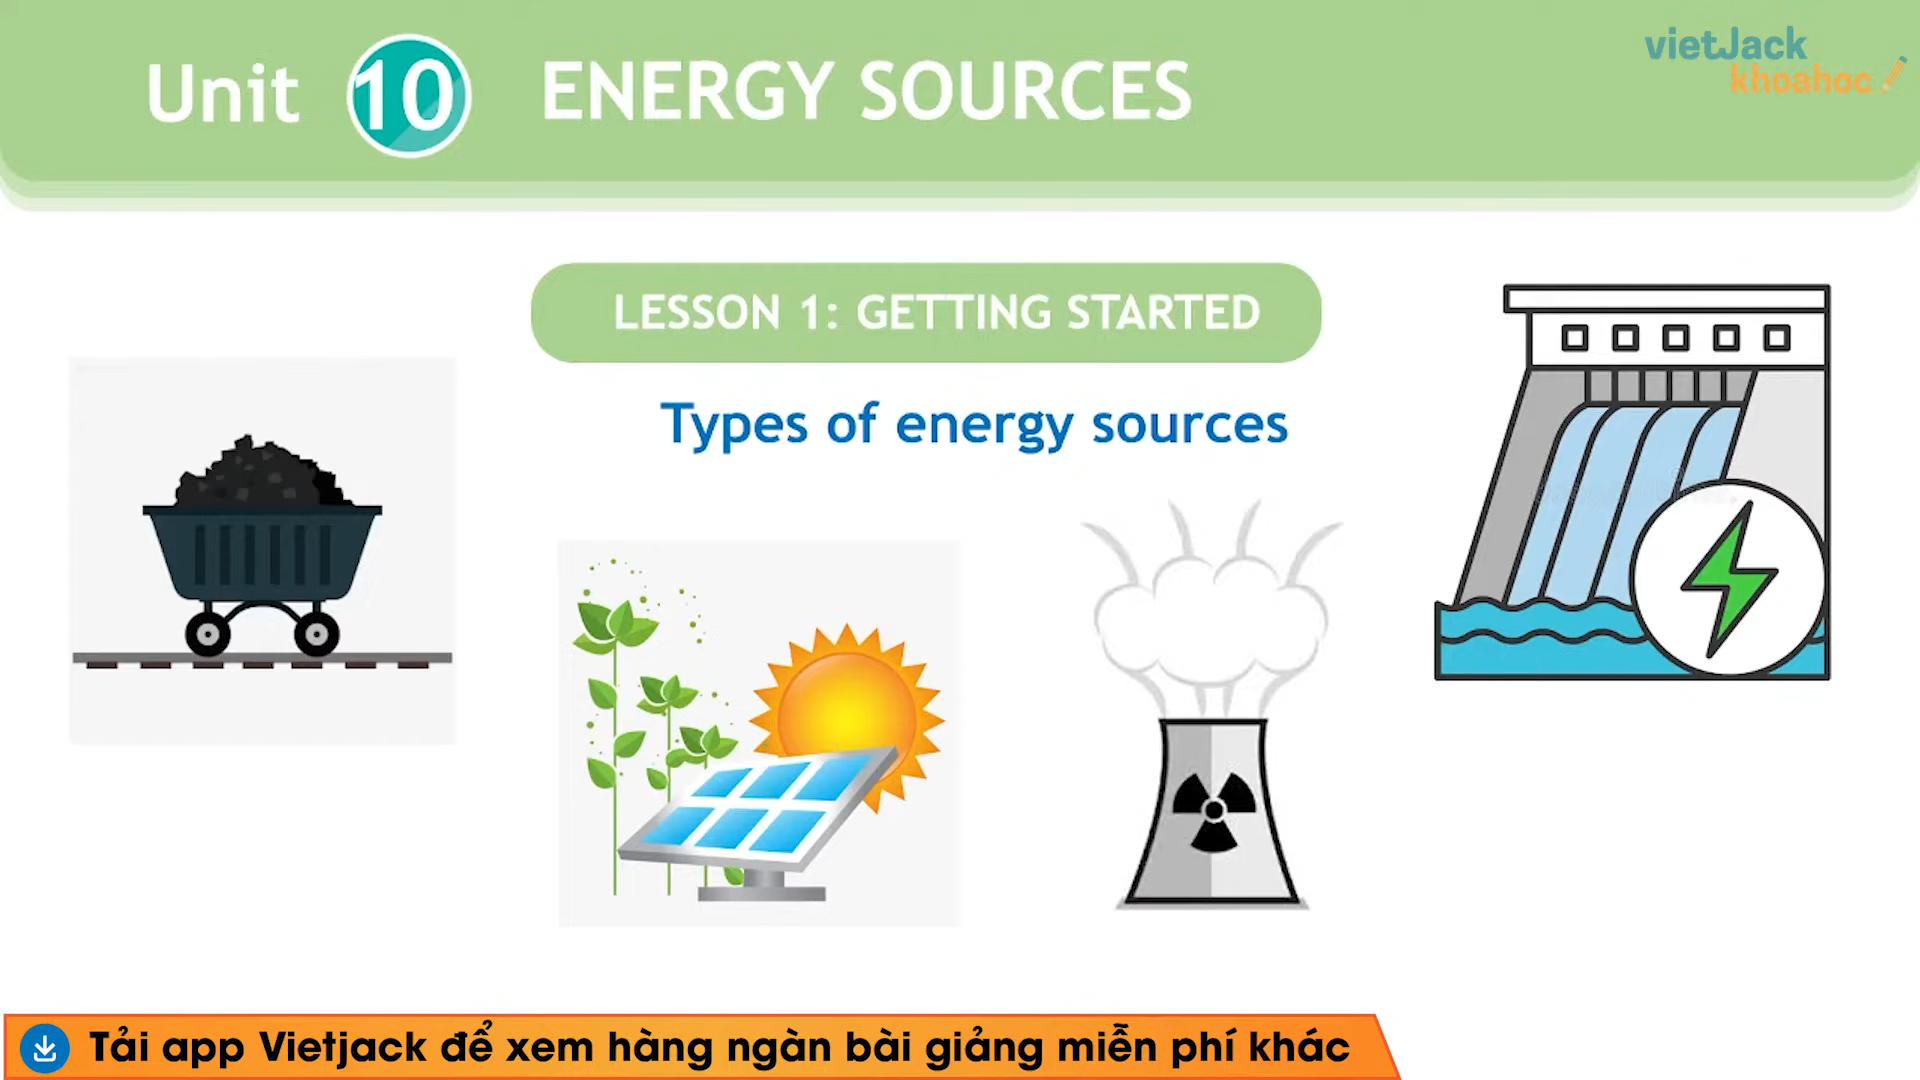 Unit 10 ENERGY SOURCES
vietJack
khoahoc
LESSON 1: GETTING STARTED
Types of energy sources
Tải app Vietjack để xem hàng ngàn bài giảng miễn phí khác